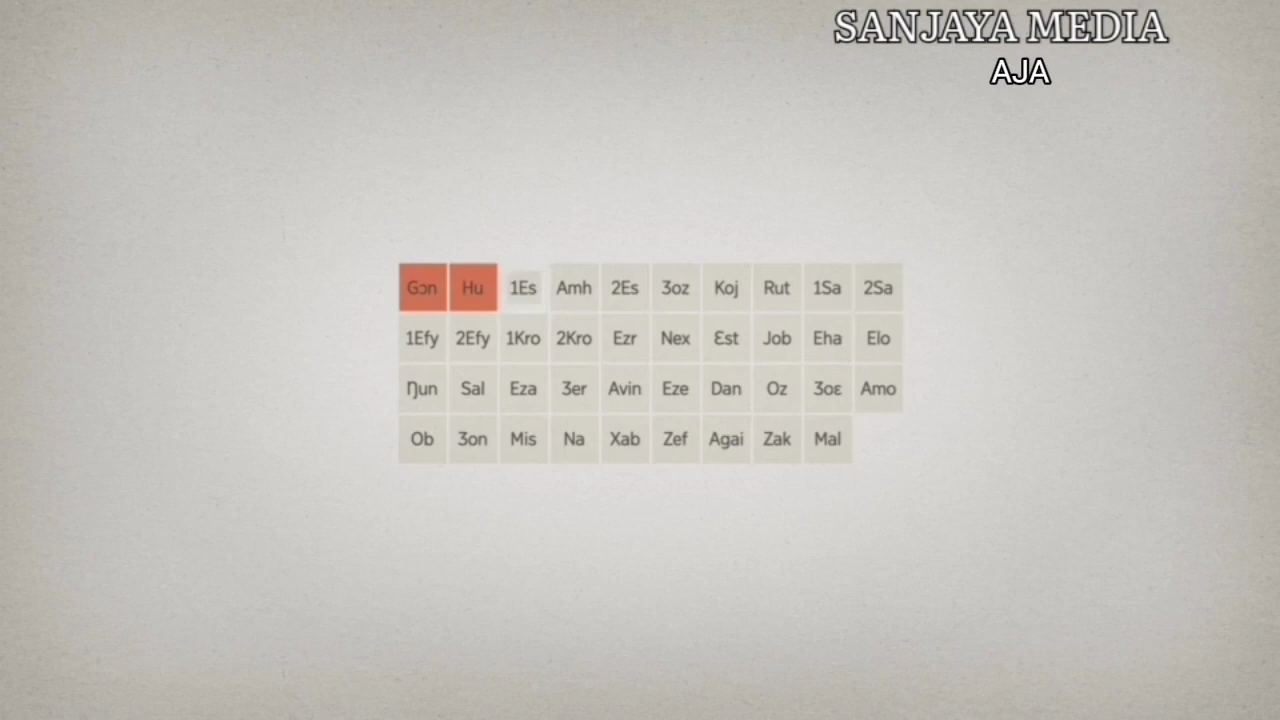 SANJAYA MEDIA
AJA
Gɔn Hu 1Es Amh 2Es 3oz Koj Rut 1Sa 2Sa
1Efy 2Efy 1Kro 2Kro Ezr Nex Ɛst Job Eha Elo
Ŋun Sal Eza 3er Avin Eze Dan Oz 3oɛ Amo
Ob 3on Mis Na Xab Zef Agai Zak Mal